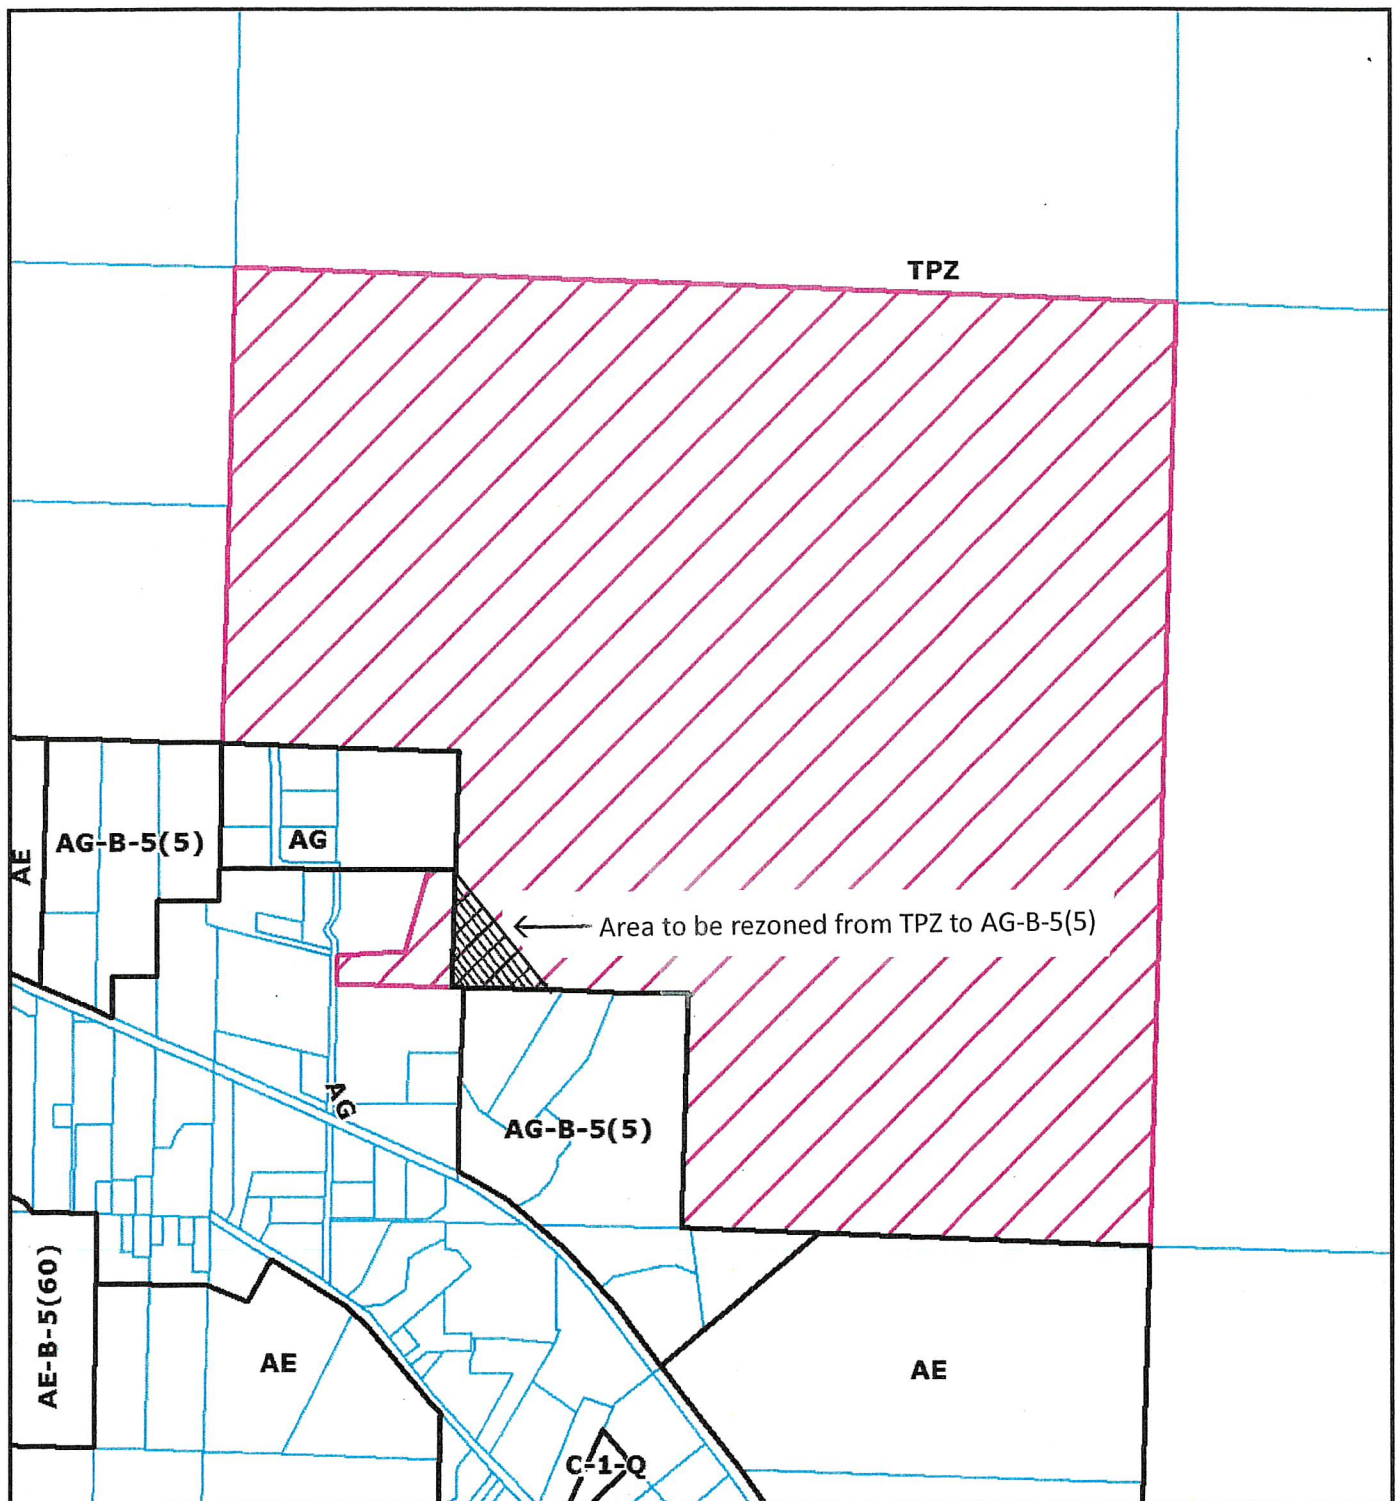 TPZ
AE
AG-B-5(5)
AG
Area to be rezoned from TPZ to AG-B-5(5)
AG
AG-B-5(5)
AE-B-5(60)
AE
AE
C-1-Q